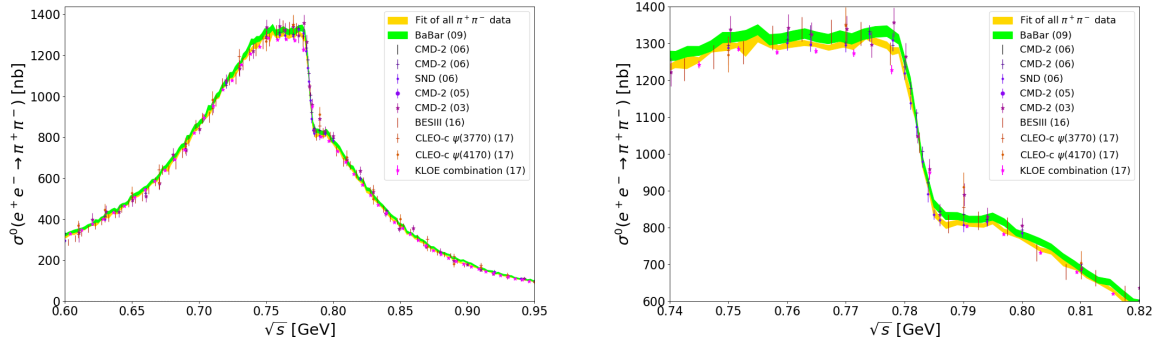 σ⁰(e⁺e⁻ → π⁺π⁻) [nb]
1400
1200
1000
800
600
400
200
0
0.60
0.65
0.70
0.75
0.80
0.85
0.90
0.95
√s [GeV]
Fit of all π⁺π⁻ data
BaBar (09)
CMD-2 (06)
CMD-2 (06)
SND (06)
CMD-2 (05)
CMD-2 (03)
BESIII (16)
CLEO-c ψ(3770) (17)
CLEO-c ψ(4170) (17)
KLOE combination (17)
σ⁰(e⁺e⁻ → π⁺π⁻) [nb]
1400
1300
1200
1100
1000
900
800
700
600
0.74
0.75
0.76
0.77
0.78
0.79
0.80
0.81
0.82
√s [GeV]
Fit of all π⁺π⁻ data
BaBar (09)
CMD-2 (06)
CMD-2 (06)
SND (06)
CMD-2 (05)
CMD-2 (03)
BESIII (16)
CLEO-c ψ(3770) (17)
CLEO-c ψ(4170) (17)
KLOE combination (17)